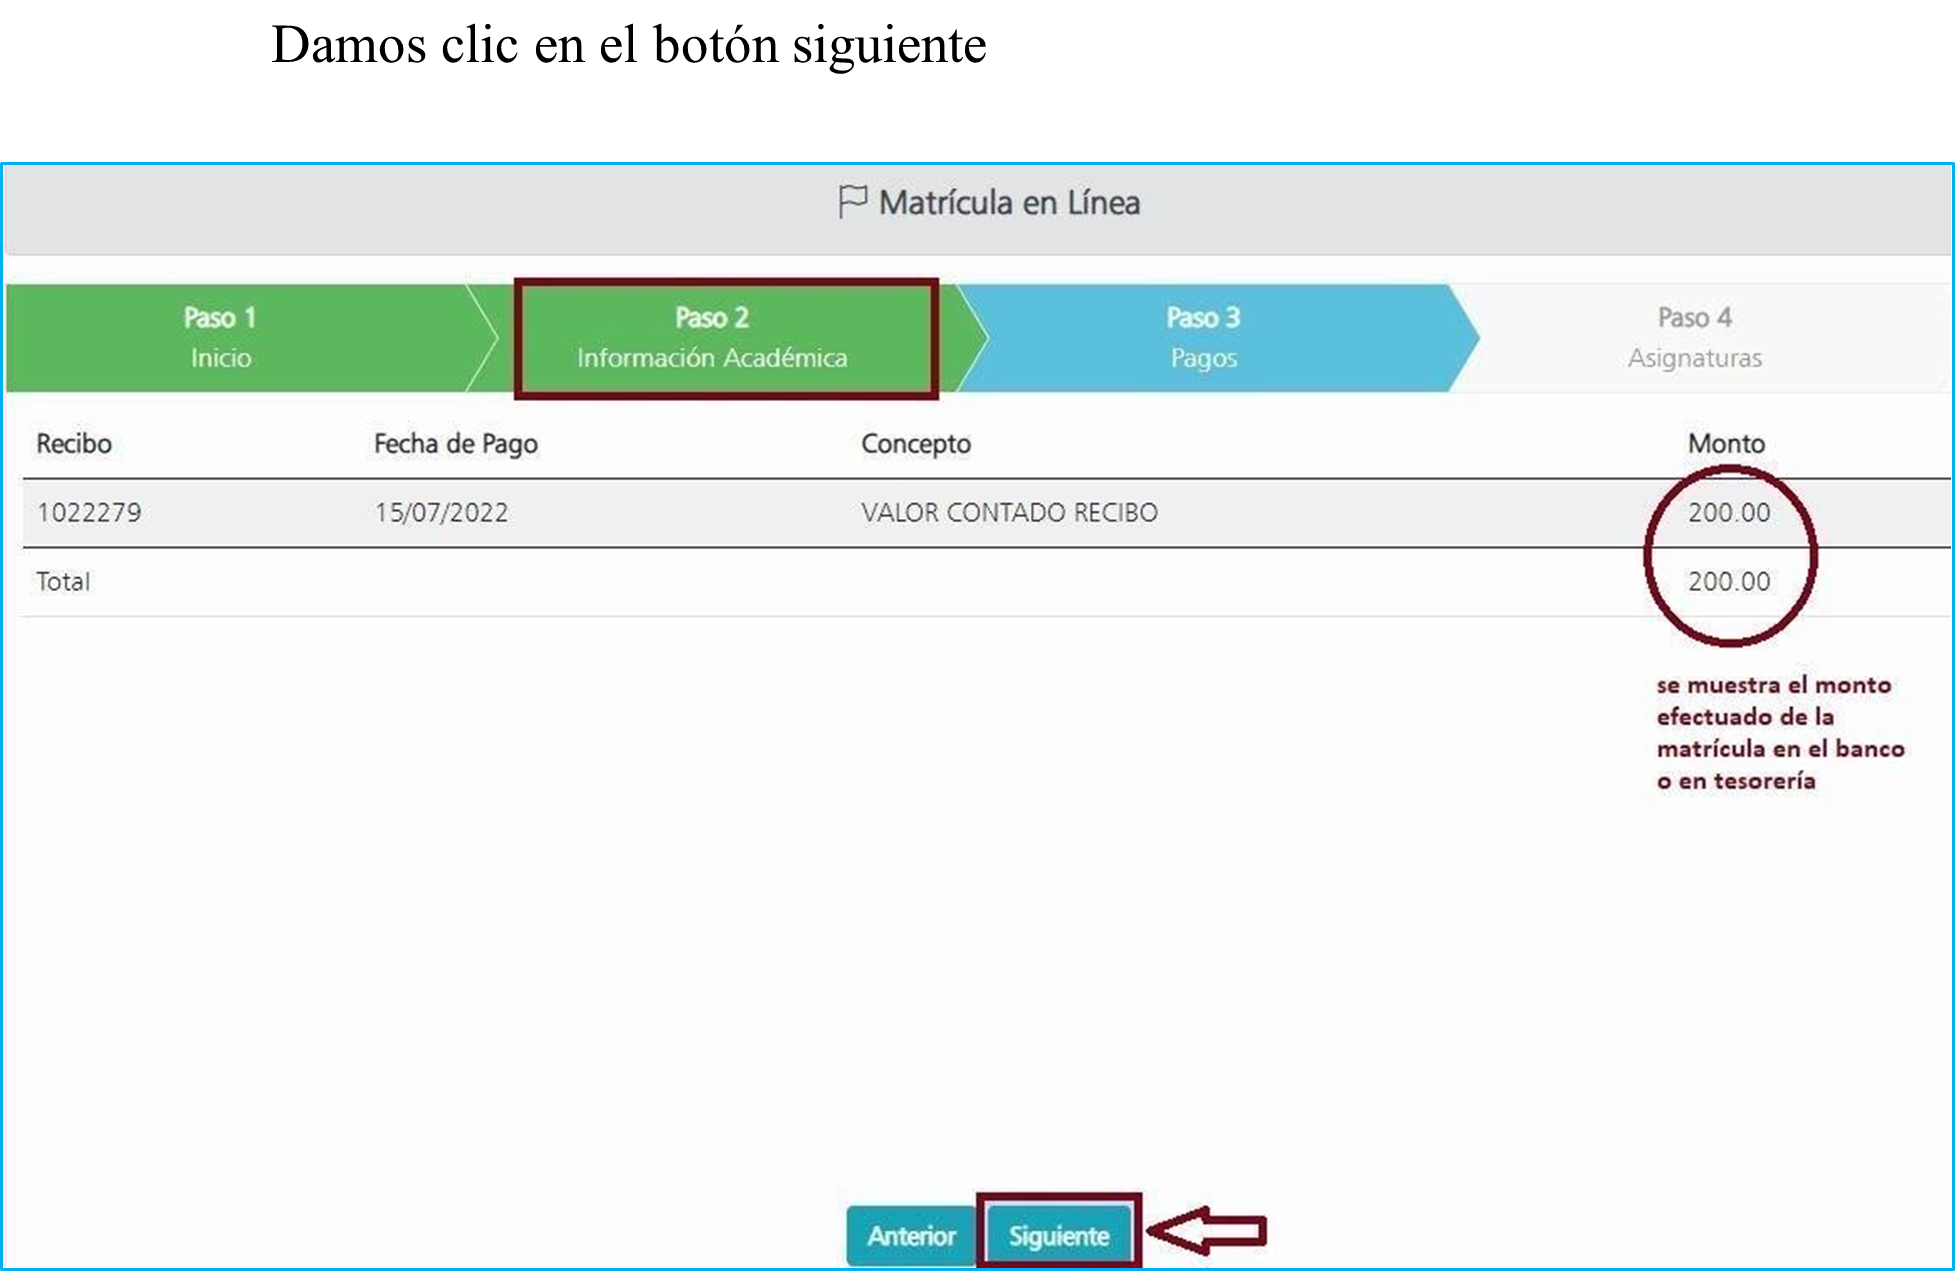 Damos clic en el botón siguiente
Matrícula en Línea
Paso 1
Inicio
Paso 2
Información Académica
Paso 3
Pagos
Paso 4
Asignaturas
Recibo Fecha de Pago Concepto Monto
1022279 15/07/2022 VALOR CONTADO RECIBO 200.00
Total 200.00
se muestra el monto
efectuado de la
matrícula en el banco
o en tesorería
Anterior Siguiente